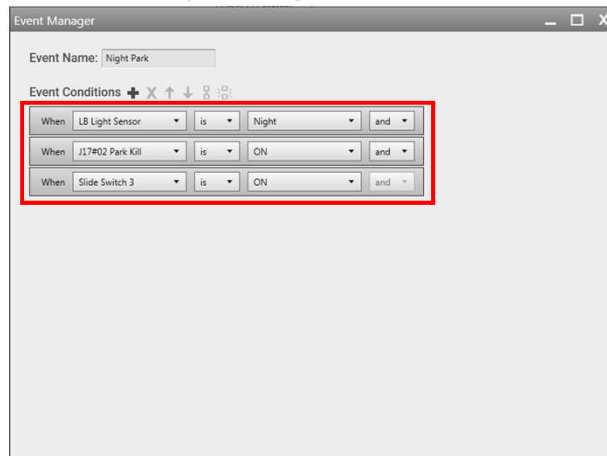 Event Manager
Event Name: Night Park
Event Conditions
When LB Light Sensor is Night and
When J17#02 Park Kill is ON and
When Slide Switch 3 is ON and